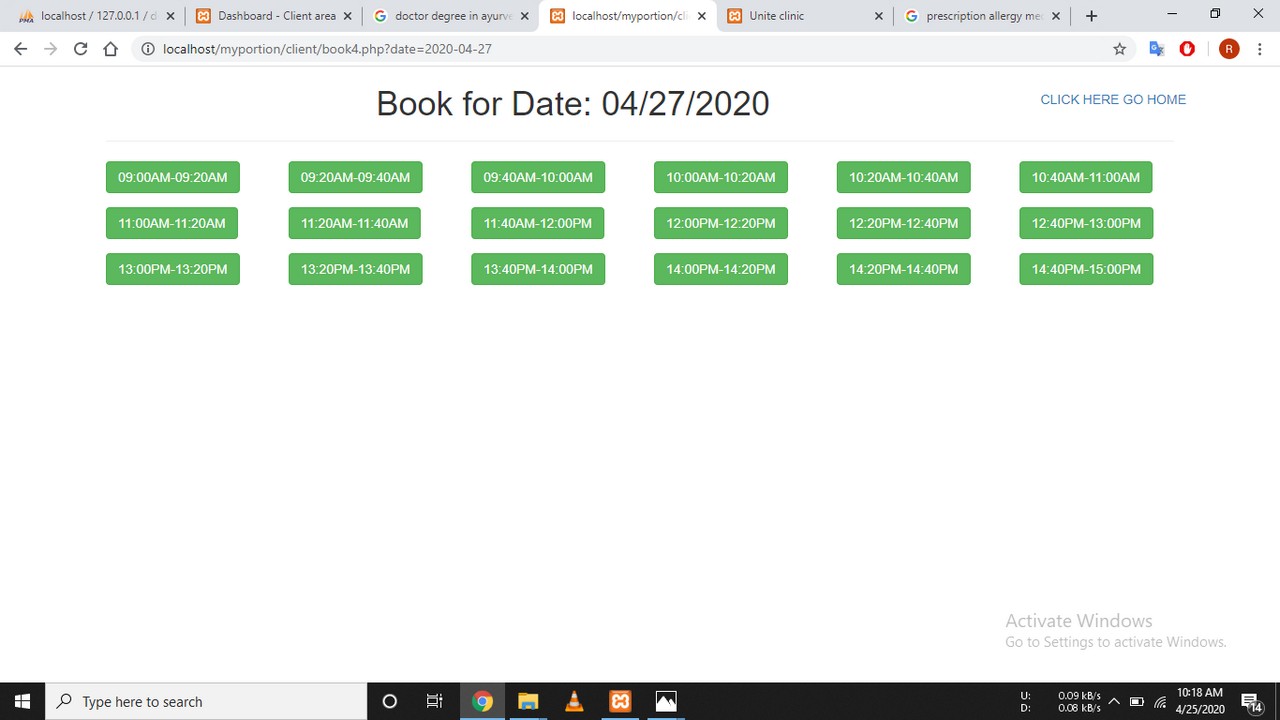 localhost / 127.0.0.1 / d
Dashboard - Client area
doctor degree in ayurve
localhost/myportion/cli
Unite clinic
prescription allergy me
localhost/myportion/client/book4.php?date=2020-04-27
R
Book for Date: 04/27/2020
CLICK HERE GO HOME
09:00AM-09:20AM 09:20AM-09:40AM 09:40AM-10:00AM 10:00AM-10:20AM 10:20AM-10:40AM 10:40AM-11:00AM
11:00AM-11:20AM 11:20AM-11:40AM 11:40AM-12:00PM 12:00PM-12:20PM 12:20PM-12:40PM 12:40PM-13:00PM
13:00PM-13:20PM 13:20PM-13:40PM 13:40PM-14:00PM 14:00PM-14:20PM 14:20PM-14:40PM 14:40PM-15:00PM
Activate Windows
Go to Settings to activate Windows.
Type here to search
U: 0.09 kB/s
D: 0.08 kB/s
10:18 AM
4/25/2020
14